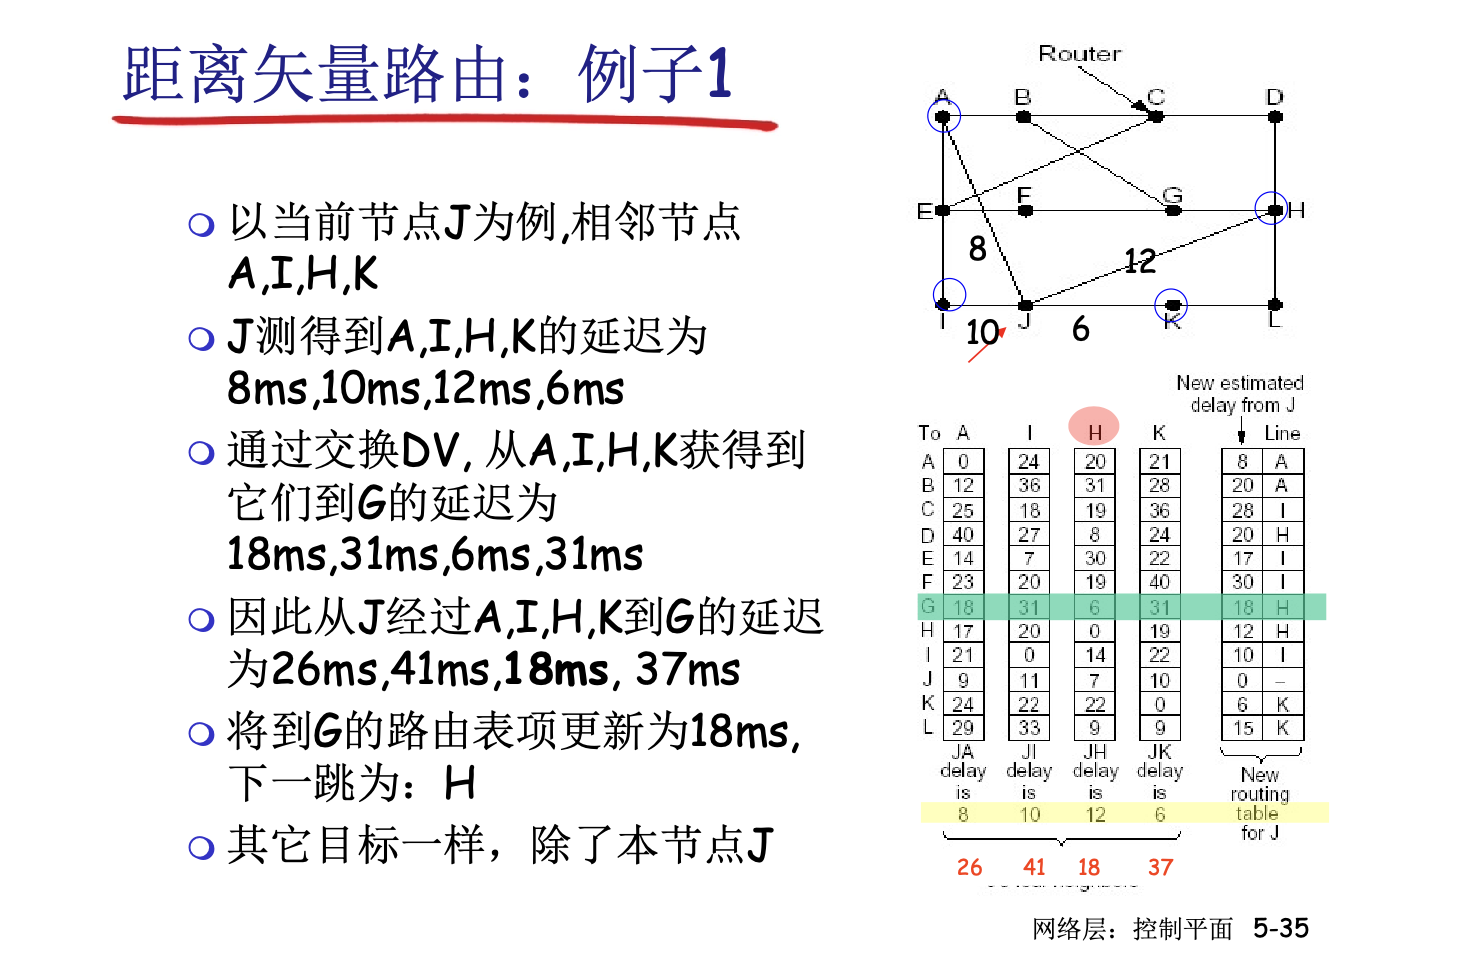 距离矢量路由：例子1
以当前节点J为例,相邻节点
A,I,H,K
J测得到A,I,H,K的延迟为
8ms,10ms,12ms,6ms
通过交换DV, 从A,I,H,K获得到
它们到G的延迟为
18ms,31ms,6ms,31ms
因此从J经过A,I,H,K到G的延迟
为26ms,41ms,18ms, 37ms
将到G的路由表项更新为18ms,
下一跳为：H
其它目标一样，除了本节点J
Router
A B C D
E F G H
8 12
I J K L
10 6
New estimated
delay from J
To A I H K Line
A 0 24 20 21 8 A
B 12 36 31 28 20 A
C 25 18 19 36 28 I
D 40 27 8 24 20 H
E 14 7 30 22 17 I
F 23 20 19 40 30 I
G 18 31 6 31 18 H
H 17 20 0 19 12 H
I 21 0 14 22 10 I
J 9 11 7 10 0 –
K 24 22 22 0 6 K
L 29 33 9 9 15 K
JA JI JH JK
delay delay delay delay New
is is is is routing
8 10 12 6 table
for J
26 41 18 37
网络层：控制平面 5-35